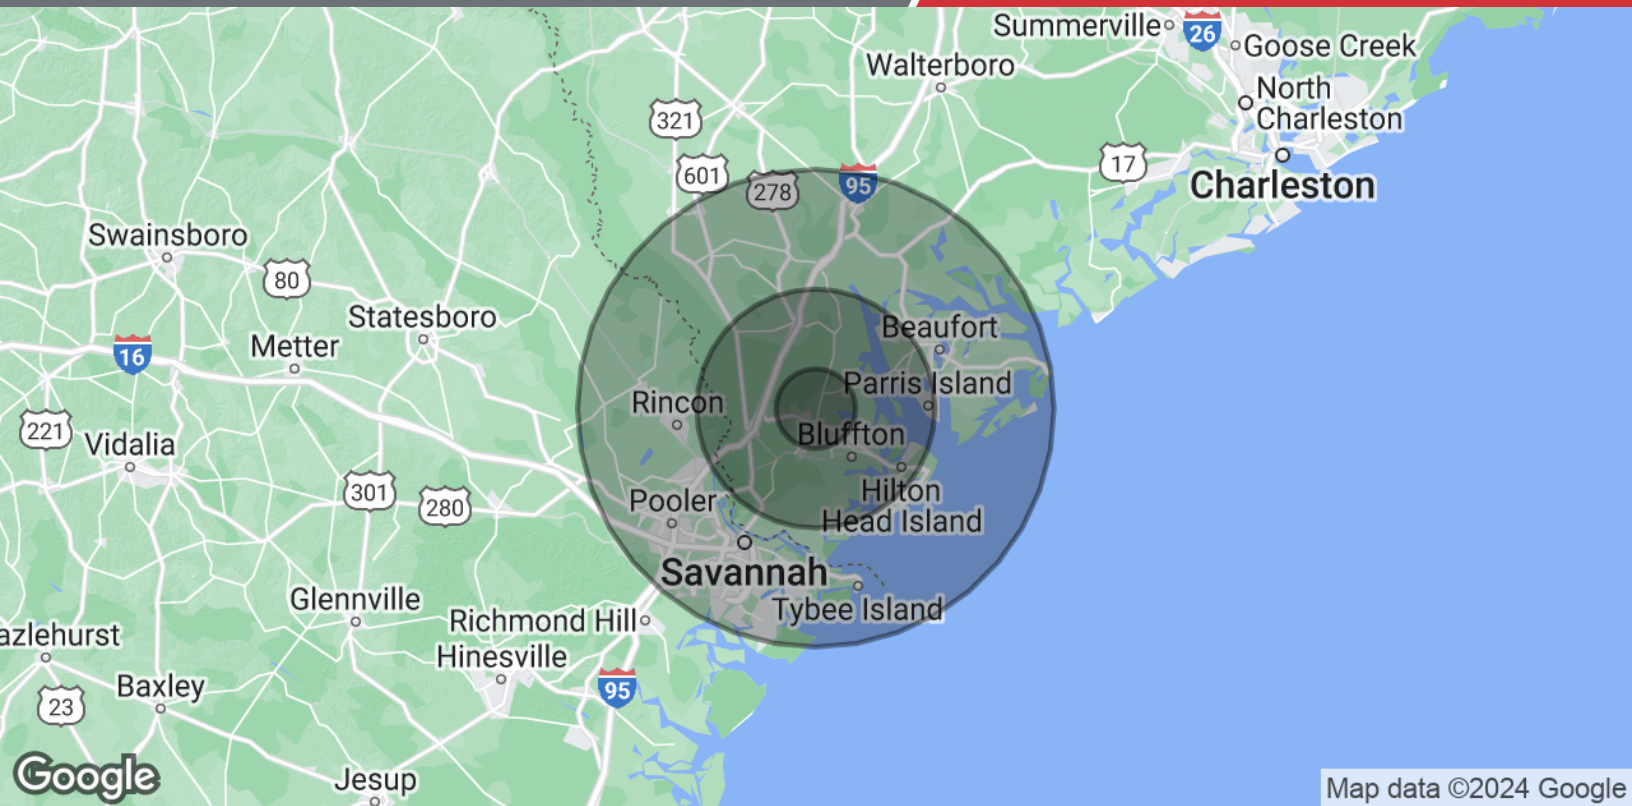 Summerville
26
Goose Creek
Walterboro
North
Charleston
321
17
601
278
95
Charleston
Swainsboro
80
Statesboro
Beaufort
Metter
16
Parris Island
Rincon
221
Vidalia
Bluffton
301
280
Pooler
Hilton
Head Island
Savannah
Glennville
Tybee Island
Richmond Hill
azlehurst
Hinesville
Baxley
95
23
Google
Jesup
Map data ©2024 Google